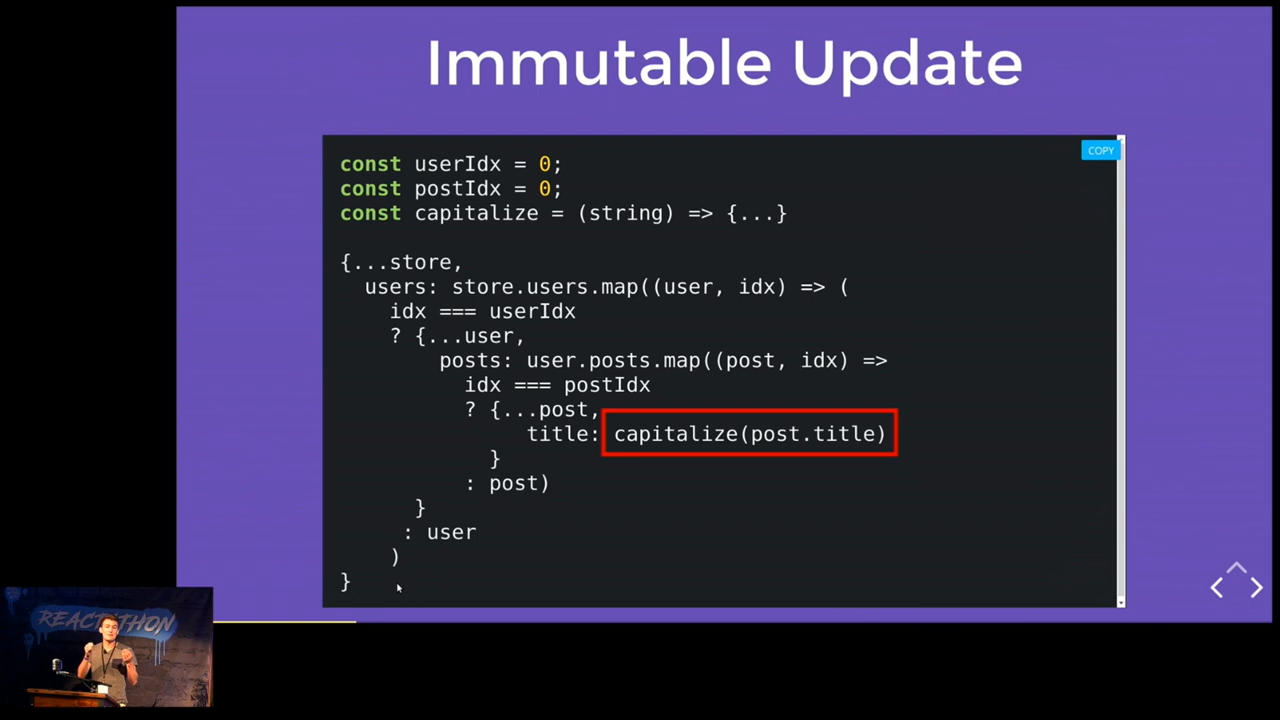 Immutable Update
COPY
const userIdx = 0;
const postIdx = 0;
const capitalize = (string) => {...}
{...store,
users: store.users.map((user, idx) => (
idx === userIdx
? {...user,
posts: user.posts.map((post, idx) =>
idx === postIdx
? {...post,
title: capitalize(post.title)
}
: post)
}
: user
)
}
REACTATHON